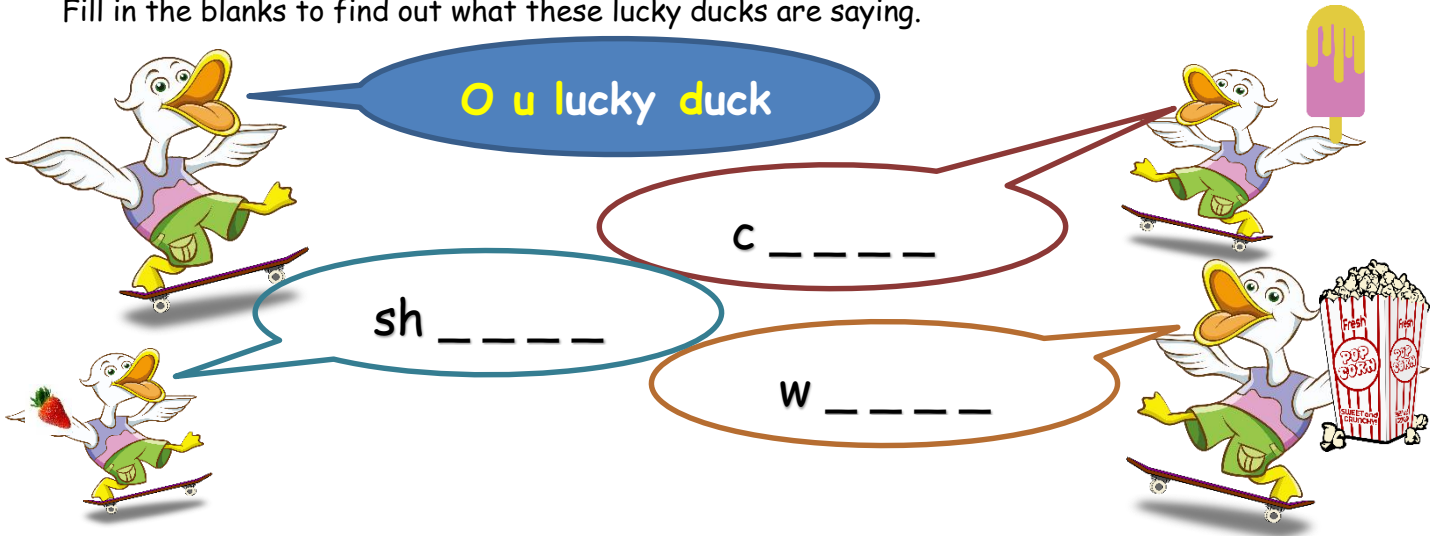 Fill in the blanks to find out what these lucky ducks are saying.
O u lucky duck
c _ _ _ _
sh _ _ _ _
w _ _ _ _
Fresh
Fresh
POP
CORN
POP
CORN
SWEET and
CRUNCHY!